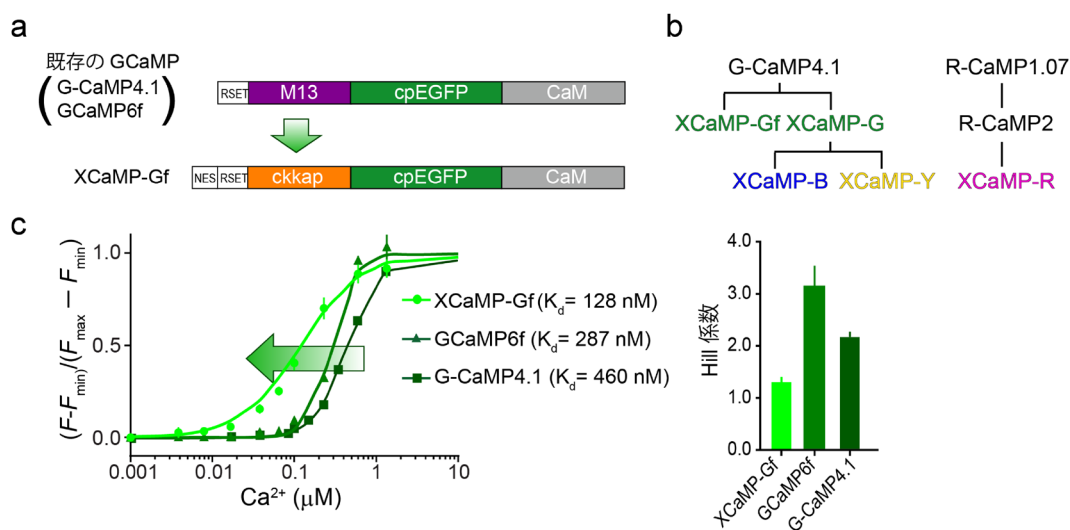 a
既存の GCaMP
(G-CaMP4.1
GCaMP6f)
RSET M13 cpEGFP CaM
XCaMP-Gf
NES RSET ckkap cpEGFP CaM
b
G-CaMP4.1 R-CaMP1.07
XCaMP-Gf XCaMP-G R-CaMP2
XCaMP-B XCaMP-Y XCaMP-R
c
(F-Fmin)/(Fmax − Fmin)
1.0
0.5
0.0
0.001 0.01 0.1 1 10
Ca²⁺ (μM)
XCaMP-Gf (Kd= 128 nM)
GCaMP6f (Kd= 287 nM)
G-CaMP4.1 (Kd= 460 nM)
Hill 係数
4.0
3.0
2.0
1.0
0.0
XCaMP-Gf
GCaMP6f
G-CaMP4.1